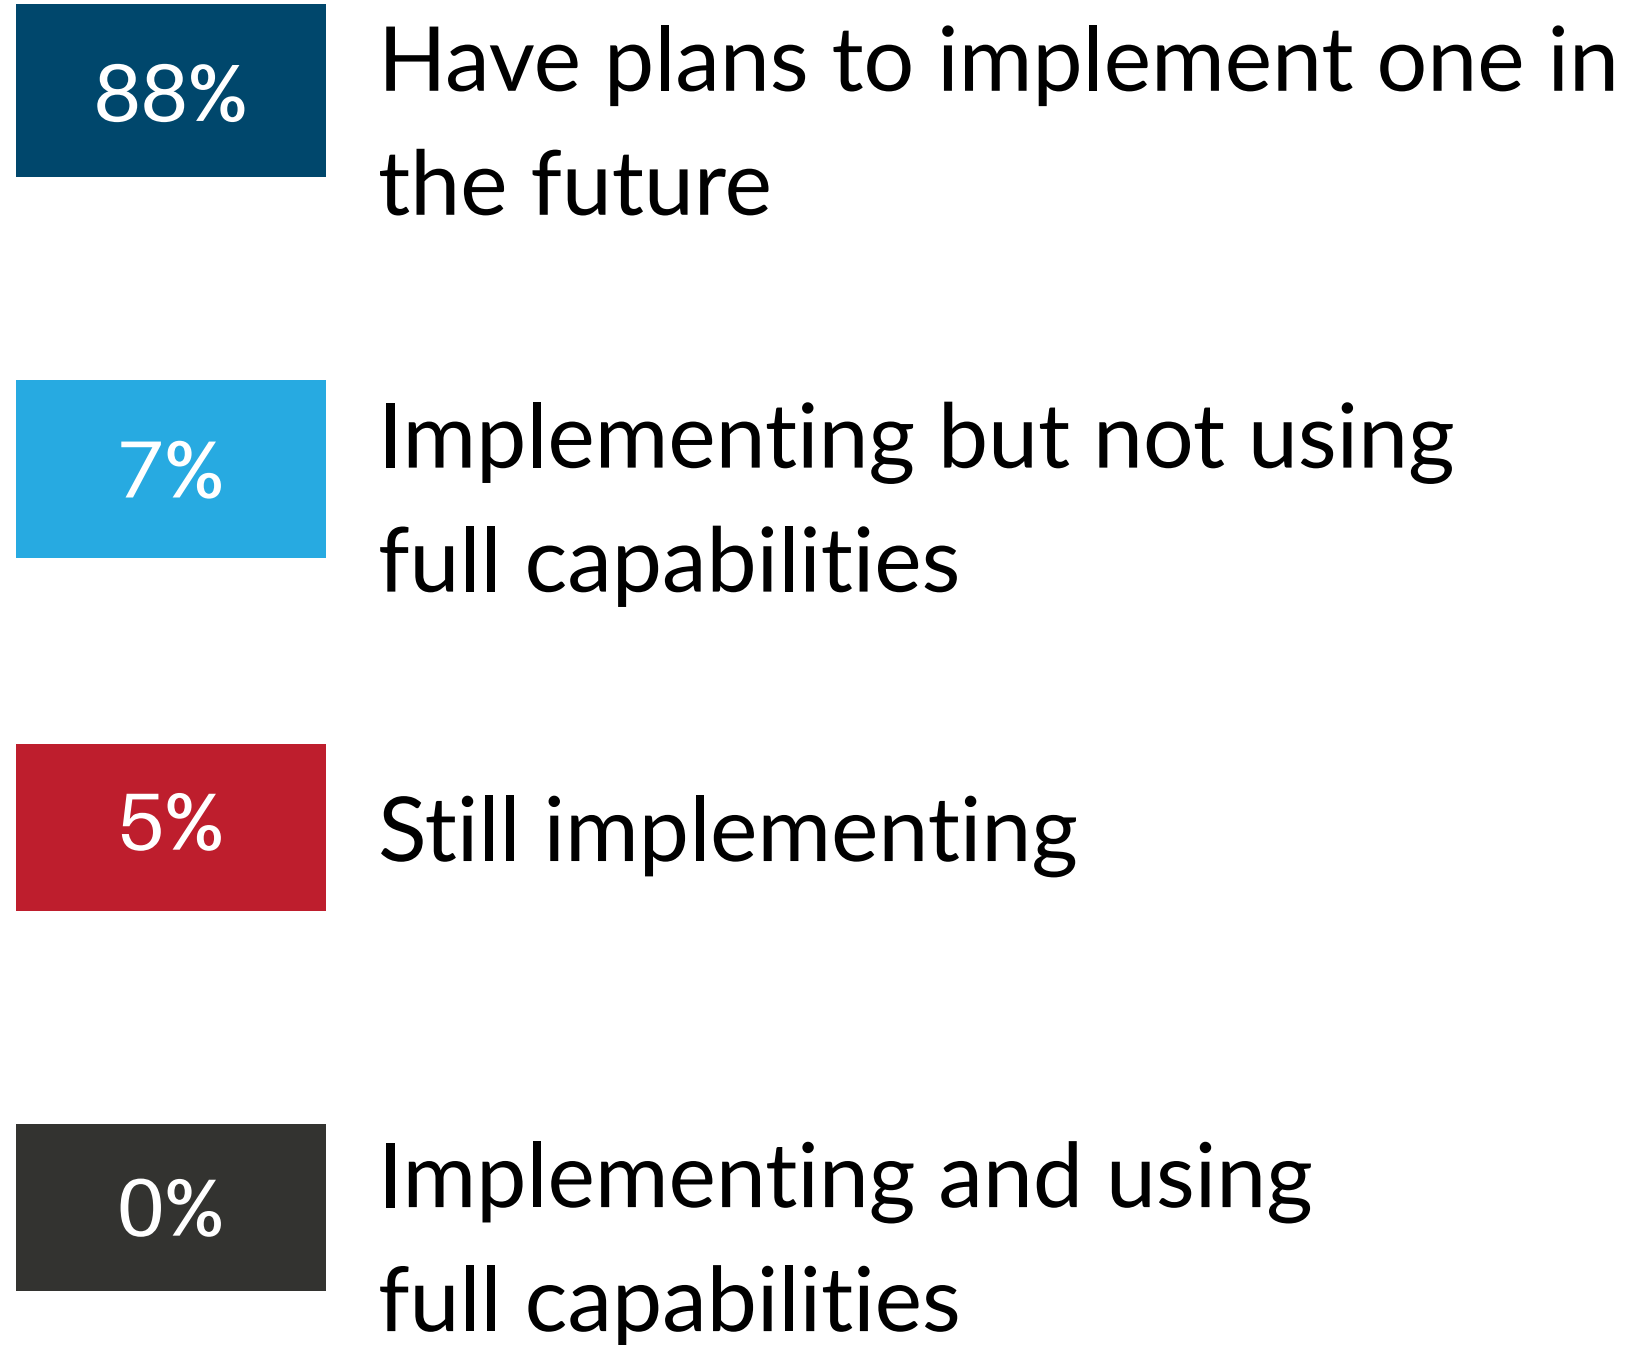 88%
Have plans to implement one in
the future
7%
Implementing but not using
full capabilities
5%
Still implementing
0%
Implementing and using
full capabilities